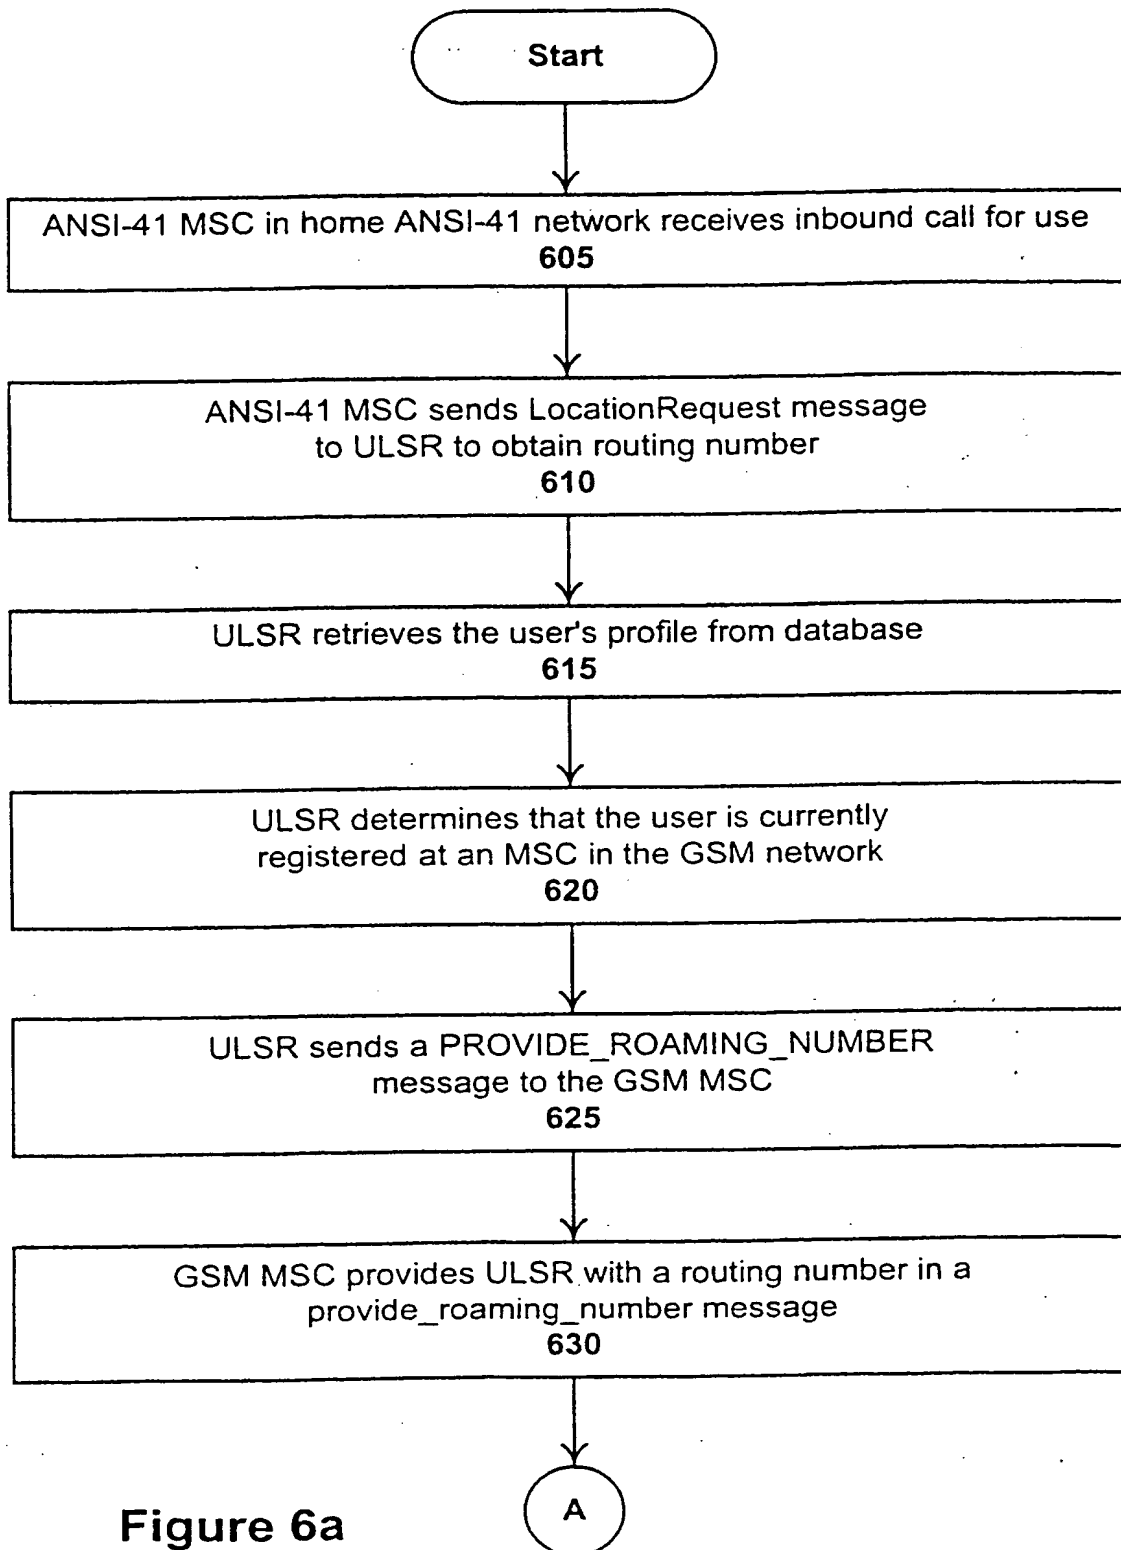 Start
ANSI-41 MSC in home ANSI-41 network receives inbound call for use
605
ANSI-41 MSC sends LocationRequest message
to ULSR to obtain routing number
610
ULSR retrieves the user's profile from database
615
ULSR determines that the user is currently
registered at an MSC in the GSM network
620
ULSR sends a PROVIDE_ROAMING_NUMBER
message to the GSM MSC
625
GSM MSC provides ULSR with a routing number in a
provide_roaming_number message
630
A
Figure 6a